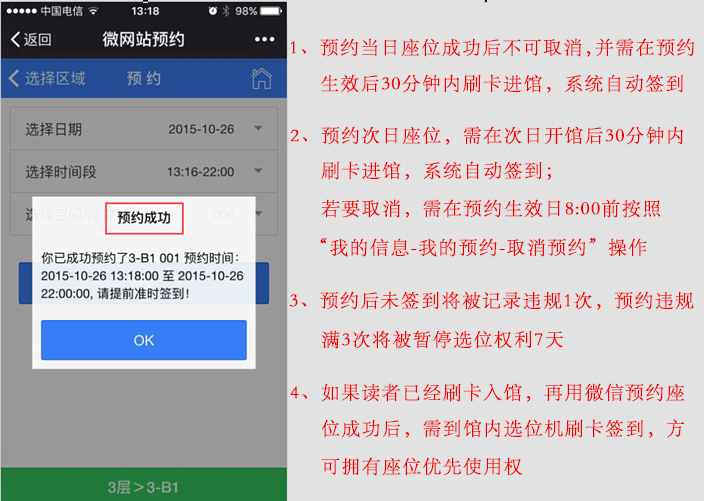 中国电信 13:18 98%
返回 微网站预约
选择区域 预 约
选择日期 2015-10-26
选择时间段 13:16-22:00
预约成功
你已成功预约了3-B1 001 预约时间：
2015-10-26 13:18:00 至 2015-10-26
22:00:00, 请提前准时签到！
OK
3层>3-B1
1、预约当日座位成功后不可取消,并需在预约
生效后30分钟内刷卡进馆，系统自动签到
2、预约次日座位，需在次日开馆后30分钟内
刷卡进馆，系统自动签到；
若要取消，需在预约生效日8:00前按照
“我的信息-我的预约-取消预约”操作
3、预约后未签到将被记录违规1次，预约违规
满3次将被暂停选位权利7天
4、如果读者已经刷卡入馆，再用微信预约座
位成功后，需到馆内选位机刷卡签到，方
可拥有座位优先使用权